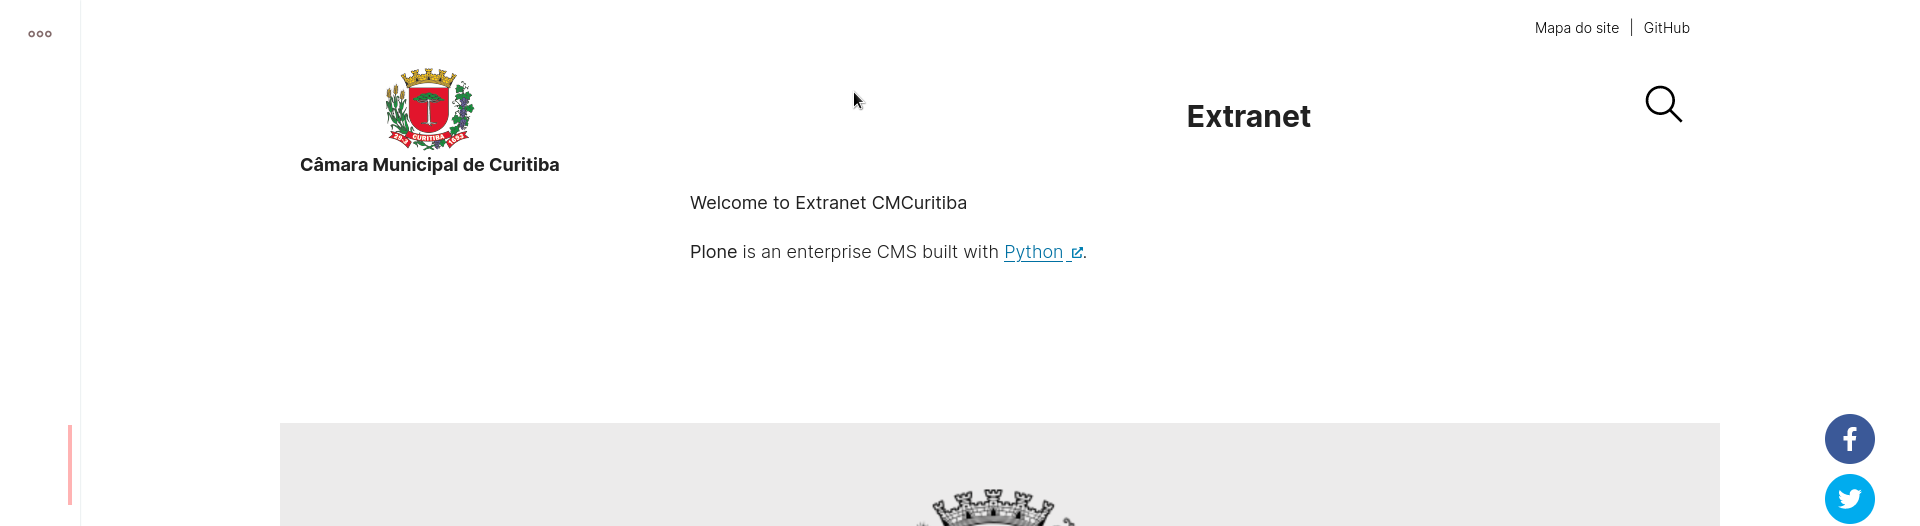 Mapa do site | GitHub
CURITIBA
Câmara Municipal de Curitiba
Extranet
Welcome to Extranet CMCuritiba
Plone is an enterprise CMS built with Python.